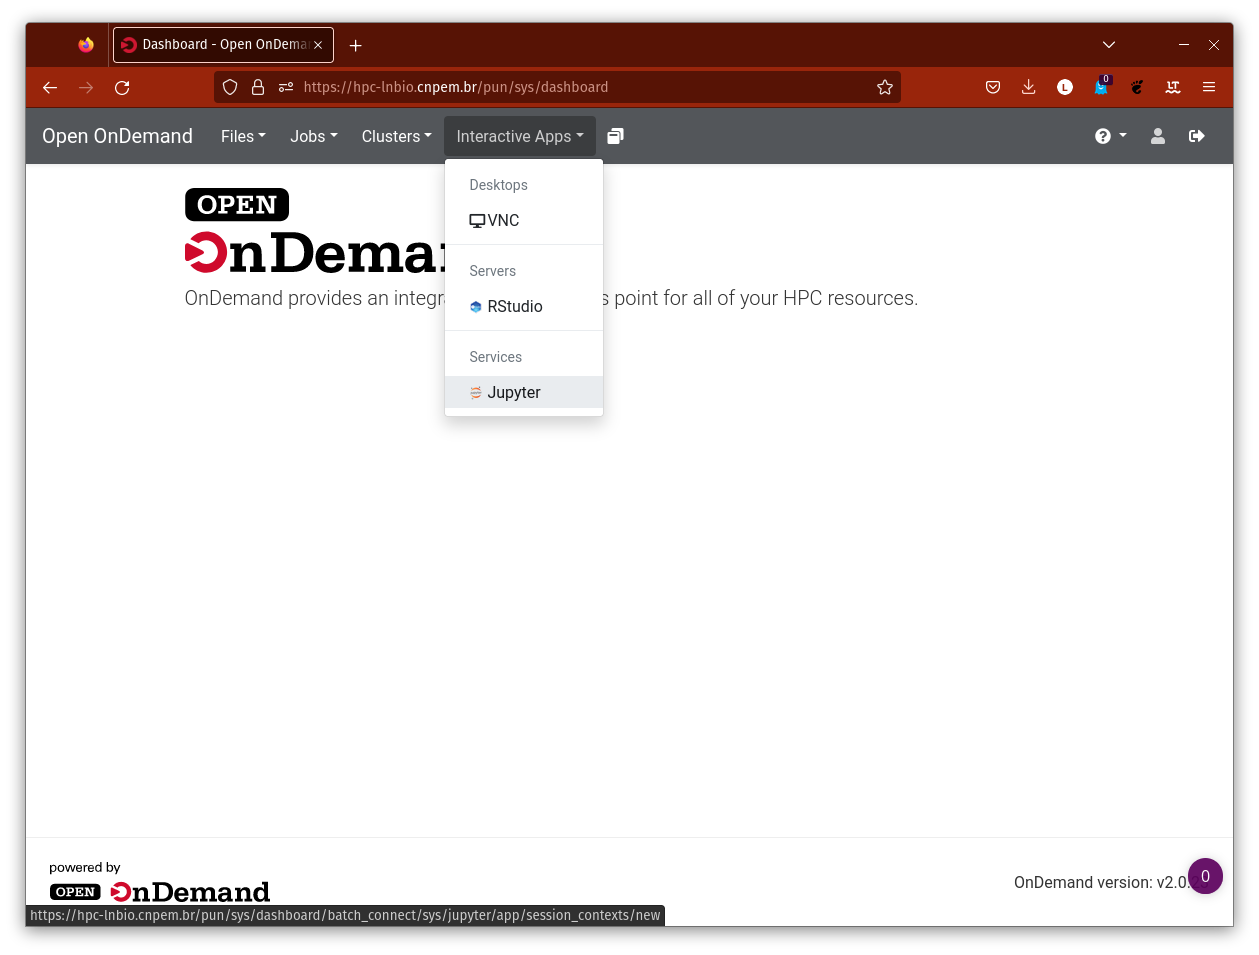 Dashboard - Open OnDema
https://hpc-lnbio.cnpem.br/pun/sys/dashboard
L
0
Open OnDemand
Files
Jobs
Clusters
Interactive Apps
Desktops
VNC
Servers
RStudio
Services
Jupyter
OPEN
OnDema
OnDemand provides an integr
s point for all of your HPC resources.
powered by
OPEN OnDemand
OnDemand version: v2.0.
0
https://hpc-lnbio.cnpem.br/pun/sys/dashboard/batch_connect/sys/jupyter/app/session_contexts/new